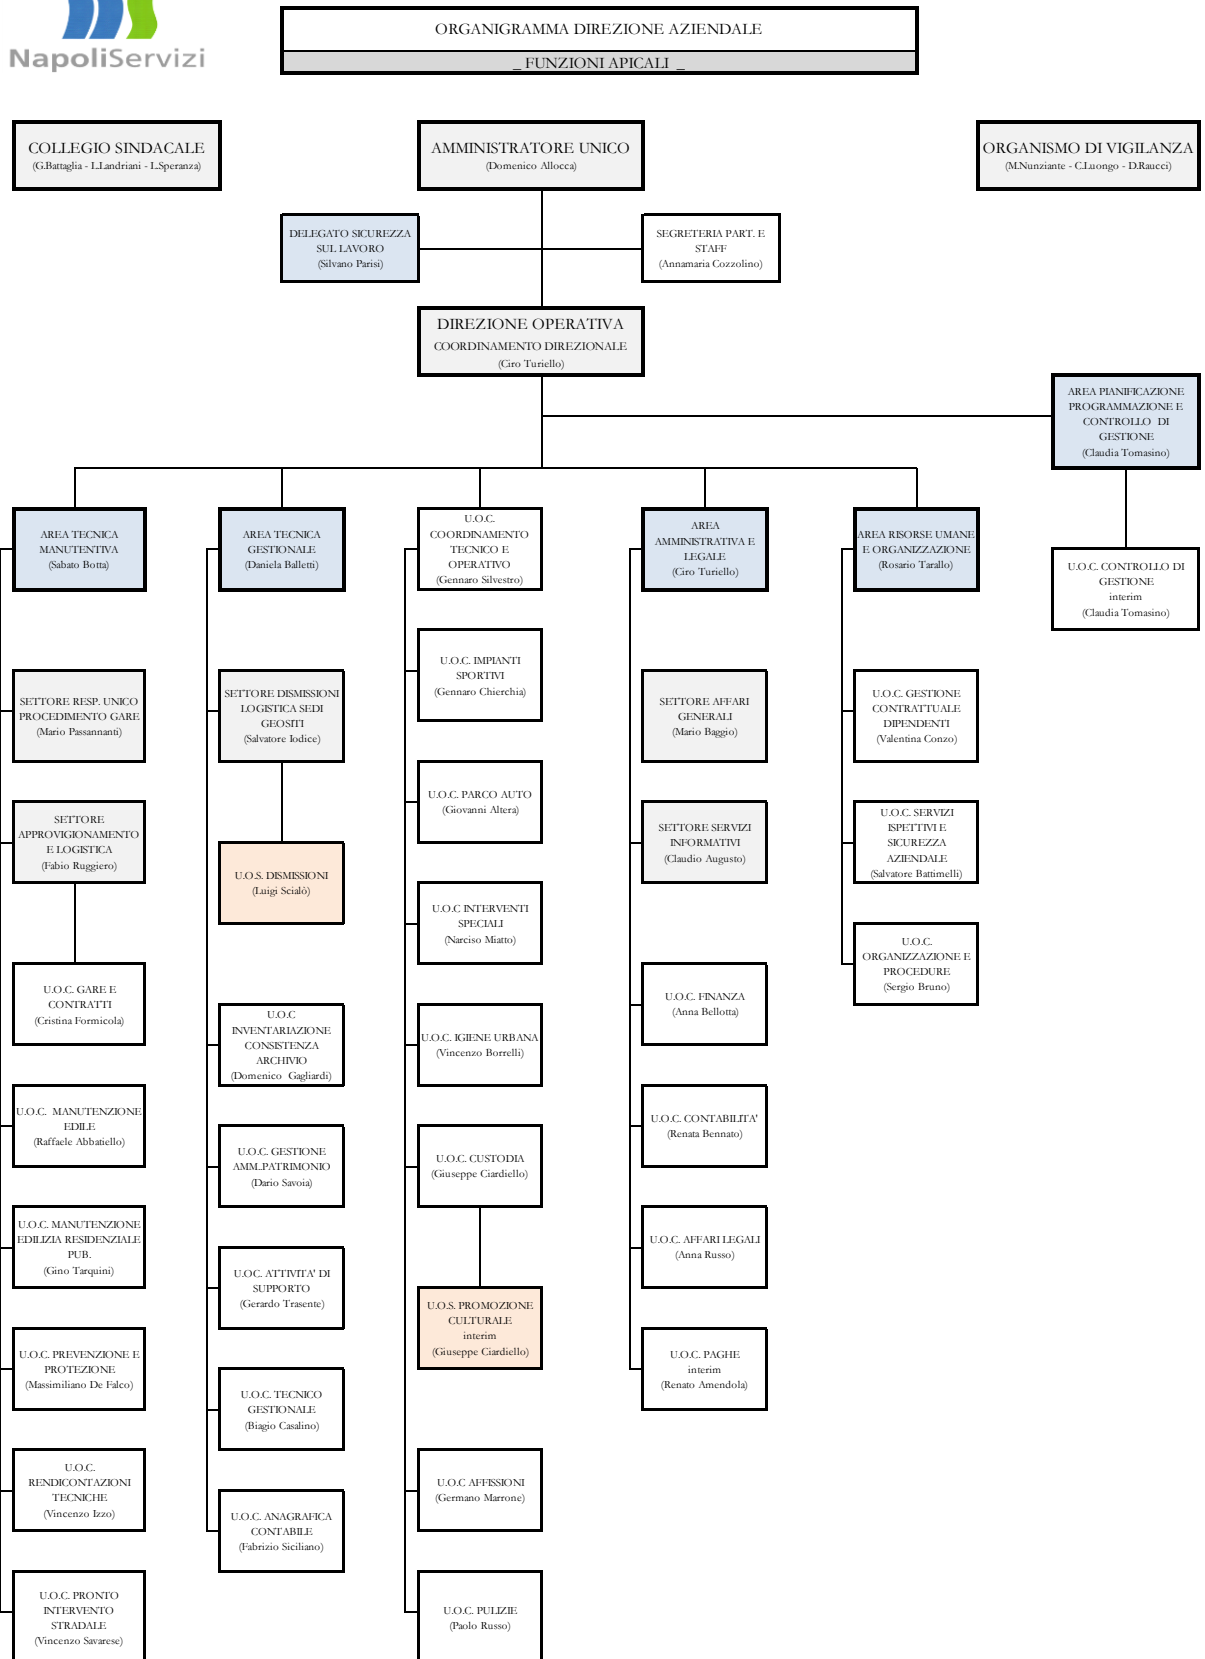 NapoliServizi
ORGANIGRAMMA DIREZIONE AZIENDALE
_ FUNZIONI APICALI _
COLLEGIO SINDACALE
(G.Battaglia - L.Landriani - L.Speranza)
AMMINISTRATORE UNICO
(Domenico Allocca)
ORGANISMO DI VIGILANZA
(M.Nunziante - C.Luongo - D.Raucci)
DELEGATO SICUREZZA
SUL LAVORO
(Silvano Parisi)
SEGRETERIA PART. E
STAFF
(Annamaria Cozzolino)
DIREZIONE OPERATIVA
COORDINAMENTO DIREZIONALE
(Ciro Turiello)
AREA PIANIFICAZIONE
PROGRAMMAZIONE E
CONTROLLO DI
GESTIONE
(Claudia Tomasino)
U.O.C. CONTROLLO DI
GESTIONE
interim
(Claudia Tomasino)
AREA TECNICA
MANUTENTIVA
(Sabato Botta)
SETTORE RESP. UNICO
PROCEDIMENTO GARE
(Mario Passannanti)
SETTORE
APPROVIGIONAMENTO
E LOGISTICA
(Fabio Ruggiero)
U.O.C. GARE E
CONTRATTI
(Cristina Formicola)
U.O.C. MANUTENZIONE
EDILE
(Raffaele Abbatiello)
U.O.C. MANUTENZIONE
EDILIZIA RESIDENZIALE
PUB.
(Gino Tarquini)
U.O.C. PREVENZIONE E
PROTEZIONE
(Massimiliano De Falco)
U.O.C.
RENDICONTAZIONI
TECNICHE
(Vincenzo Izzo)
U.O.C. PRONTO
INTERVENTO
STRADALE
(Vincenzo Savarese)
AREA TECNICA
GESTIONALE
(Daniela Balletti)
SETTORE DISMISSIONI
LOGISTICA SEDI
GEOSITI
(Salvatore Iodice)
U.O.S. DISMISSIONI
(Luigi Scialò)
U.O.C
INVENTARIAZIONE
CONSISTENZA
ARCHIVIO
(Domenico Gagliardi)
U.O.C. GESTIONE
AMM.PATRIMONIO
(Dario Savoia)
U.OC. ATTIVITA' DI
SUPPORTO
(Gerardo Trasente)
U.O.C. TECNICO
GESTIONALE
(Biagio Casalino)
U.O.C. ANAGRAFICA
CONTABILE
(Fabrizio Siciliano)
U.O.C.
COORDINAMENTO
TECNICO E
OPERATIVO
(Gennaro Silvestro)
U.O.C. IMPIANTI
SPORTIVI
(Gennaro Chierchia)
U.O.C. PARCO AUTO
(Giovanni Altera)
U.O.C INTERVENTI
SPECIALI
(Narciso Miatto)
U.O.C. IGIENE URBANA
(Vincenzo Borrelli)
U.O.C. CUSTODIA
(Giuseppe Ciardiello)
U.O.S. PROMOZIONE
CULTURALE
interim
(Giuseppe Ciardiello)
U.O.C AFFISSIONI
(Germano Marrone)
U.O.C. PULIZIE
(Paolo Russo)
AREA
AMMINISTRATIVA E
LEGALE
(Ciro Turiello)
SETTORE AFFARI
GENERALI
(Mario Baggio)
SETTORE SERVIZI
INFORMATIVI
(Claudio Augusto)
U.O.C. FINANZA
(Anna Bellotta)
U.O.C. CONTABILITA'
(Renata Bennato)
U.O.C. AFFARI LEGALI
(Anna Russo)
U.O.C. PAGHE
interim
(Renato Amendola)
AREA RISORSE UMANE
E ORGANIZZAZIONE
(Rosario Tarallo)
U.O.C. GESTIONE
CONTRATTUALE
DIPENDENTI
(Valentina Conzo)
U.O.C. SERVIZI
ISPETTIVI E
SICUREZZA
AZIENDALE
(Salvatore Battimelli)
U.O.C.
ORGANIZZAZIONE E
PROCEDURE
(Sergio Bruno)